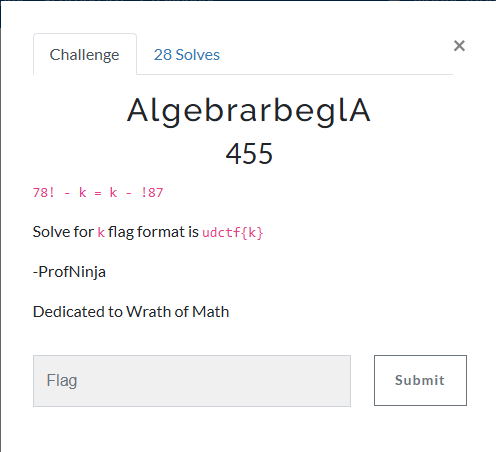 Challenge
28 Solves
×
AlgebrarbeglA
455
78! - k = k - !87
Solve for k flag format is udctf{k}
-ProfNinja
Dedicated to Wrath of Math
Flag
Submit